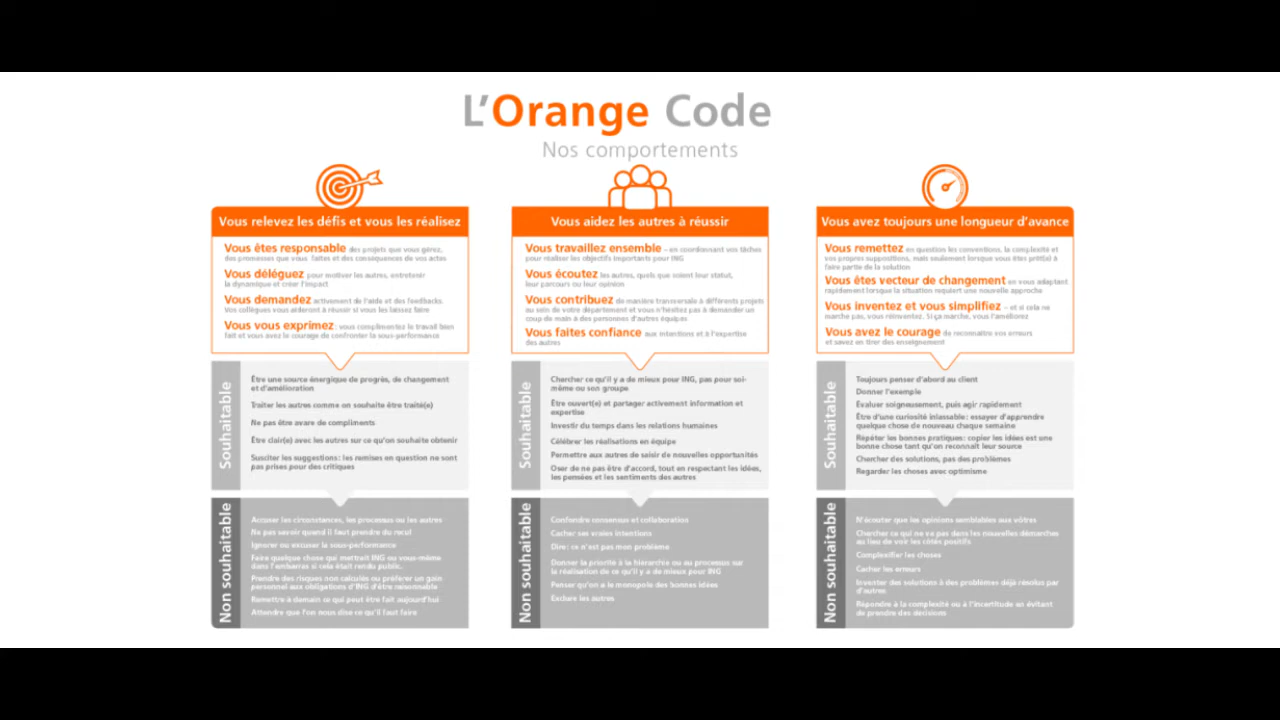 L'Orange Code
Nos comportements
Vous relevez les défis et vous les réalisez
Vous êtes responsable des projets que vous gérez,
des promesses que vous faites et des conséquences de vos actes
Vous déléguez pour motiver les autres, entretenir
la dynamique et créer l'impact
Vous demandez activement de l'aide et des feedbacks.
Vos collègues vous aideront à réussir si vous les laissez faire
Vous vous exprimez : vous complimentez le travail bien
fait et vous avez le courage de confronter la sous-performance
Souhaitable
Être une source énergique de progrès, de changement
et d'amélioration
Traiter les autres comme on souhaite être traité(e)
Ne pas être avare de compliments
Être clair(e) avec les autres sur ce qu'on souhaite obtenir
Susciter les suggestions: les remises en question ne sont
pas prises pour des critiques
Non souhaitable
Accuser les circonstances, les processus ou les autres
Ne pas savoir quand il faut prendre du recul
Ignorer ou excuser la sous-performance
Faire quelque chose qui mettrait ING ou vous-même
dans l'embarras si cela était rendu public.
Prendre des risques non calculés ou préférer un gain
personnel aux obligations d'ING d'être raisonnable
Remettre à demain ce qui peut être fait aujourd'hui
Attendre que l'on nous dise ce qu'il faut faire
Vous aidez les autres à réussir
Vous travaillez ensemble – en coordonnant vos tâches
pour réaliser les objectifs importants pour ING
Vous écoutez les autres, quels que soient leur statut,
leur parcours ou leur opinion
Vous contribuez de manière transversale à différents projets
au sein de votre département et vous n'hésitez pas à demander un
coup de main à des personnes d'autres équipes
Vous faites confiance aux intentions et à l'expertise
des autres
Souhaitable
Chercher ce qu'il y a de mieux pour ING, pas pour soi-
même ou son groupe
Être ouvert(e) et partager activement information et
expertise
Investir du temps dans les relations humaines
Célébrer les réalisations en équipe
Permettre aux autres de saisir de nouvelles opportunités
Oser de ne pas être d'accord, tout en respectant les idées,
les pensées et les sentiments des autres
Non souhaitable
Confondre consensus et collaboration
Cacher ses vraies intentions
Dire: ce n'est pas mon problème
Donner la priorité à la hiérarchie ou au processus sur
la réalisation de ce qu'il y a de mieux pour ING
Penser qu'on a le monopole des bonnes idées
Exclure les autres
Vous avez toujours une longueur d'avance
Vous remettez en question les conventions, la complexité et
vos propres suppositions, mais seulement lorsque vous êtes prêt(e) à
faire partie de la solution
Vous êtes vecteur de changement en vous adaptant
rapidement lorsque la situation requiert une nouvelle approche
Vous inventez et vous simplifiez – et si cela ne
marche pas, vous réinventez. Si ça marche, vous l'améliorez
Vous avez le courage de reconnaître vos erreurs
et savez en tirer des enseignement
Souhaitable
Toujours penser d'abord au client
Donner l'exemple
Evaluer soigneusement, puis agir rapidement
Être d'une curiosité inlassable: essayer d'apprendre
quelque chose de nouveau chaque semaine
Répéter les bonnes pratiques: copier les idées est une
bonne chose tant qu'on reconnaît leur source
Chercher des solutions, pas des problèmes
Regarder les choses avec optimisme
Non souhaitable
N'écouter que les opinions semblables aux vôtres
Chercher ce qui ne va pas dans les nouvelles démarches
au lieu de voir les côtés positifs
Complexifier les choses
Cacher les erreurs
Inventer des solutions à des problèmes déjà résolus par
d'autres
Répondre à la complexité ou à l'incertitude en évitant
de prendre des décisions